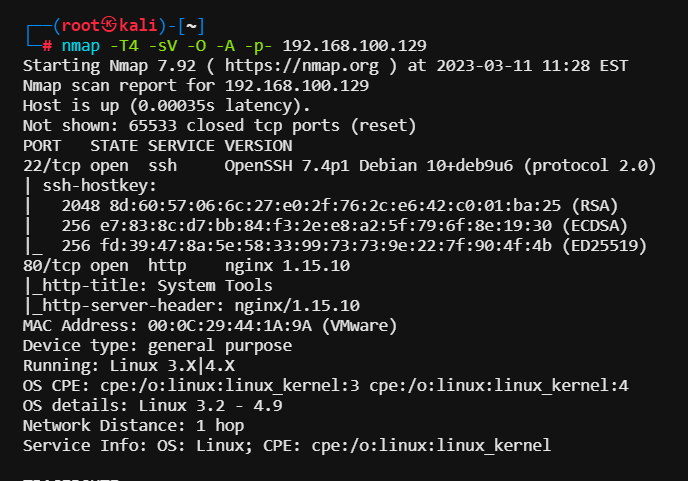 ┌──(root㉿kali)-[~]
└─# nmap -T4 -sV -O -A -p- 192.168.100.129
Starting Nmap 7.92 ( https://nmap.org ) at 2023-03-11 11:28 EST
Nmap scan report for 192.168.100.129
Host is up (0.00035s latency).
Not shown: 65533 closed tcp ports (reset)
PORT   STATE SERVICE VERSION
22/tcp open  ssh     OpenSSH 7.4p1 Debian 10+deb9u6 (protocol 2.0)
| ssh-hostkey:
|   2048 8d:60:57:06:6c:27:e0:2f:76:2c:e6:42:c0:01:ba:25 (RSA)
|   256 e7:83:8c:d7:bb:84:f3:2e:e8:a2:5f:79:6f:8e:19:30 (ECDSA)
|_  256 fd:39:47:8a:5e:58:33:99:73:73:9e:22:7f:90:4f:4b (ED25519)
80/tcp open  http    nginx 1.15.10
|_http-title: System Tools
|_http-server-header: nginx/1.15.10
MAC Address: 00:0C:29:44:1A:9A (VMware)
Device type: general purpose
Running: Linux 3.X|4.X
OS CPE: cpe:/o:linux:linux_kernel:3 cpe:/o:linux:linux_kernel:4
OS details: Linux 3.2 - 4.9
Network Distance: 1 hop
Service Info: OS: Linux; CPE: cpe:/o:linux:linux_kernel